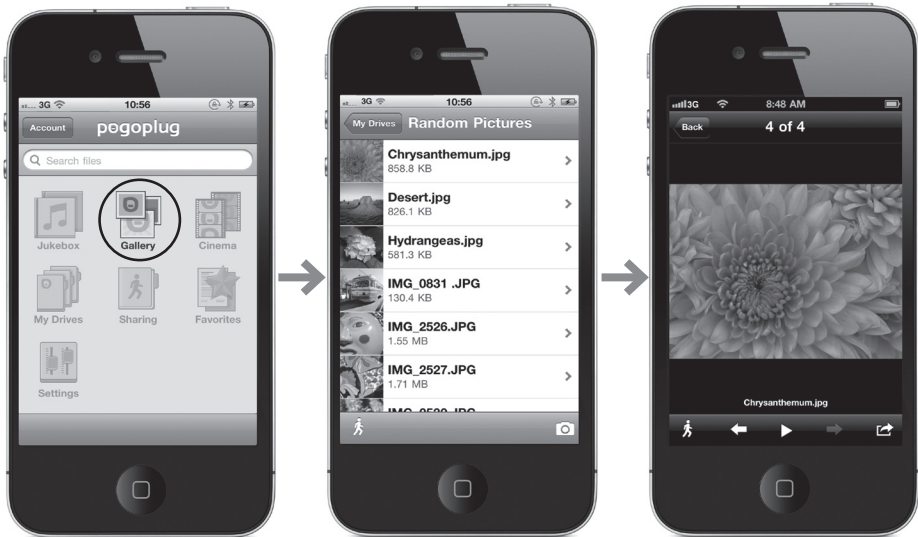 3G 10:56
Account pogoplug
Search files
Jukebox Gallery Cinema
My Drives Sharing Favorites
Settings
3G 10:56
My Drives Random Pictures
Chrysanthemum.jpg
858.8 KB
Desert.jpg
826.1 KB
Hydrangeas.jpg
581.3 KB
IMG_0831 .JPG
130.4 KB
IMG_2526.JPG
1.55 MB
IMG_2527.JPG
1.71 MB
3G 8:48 AM
Back 4 of 4
Chrysanthemum.jpg